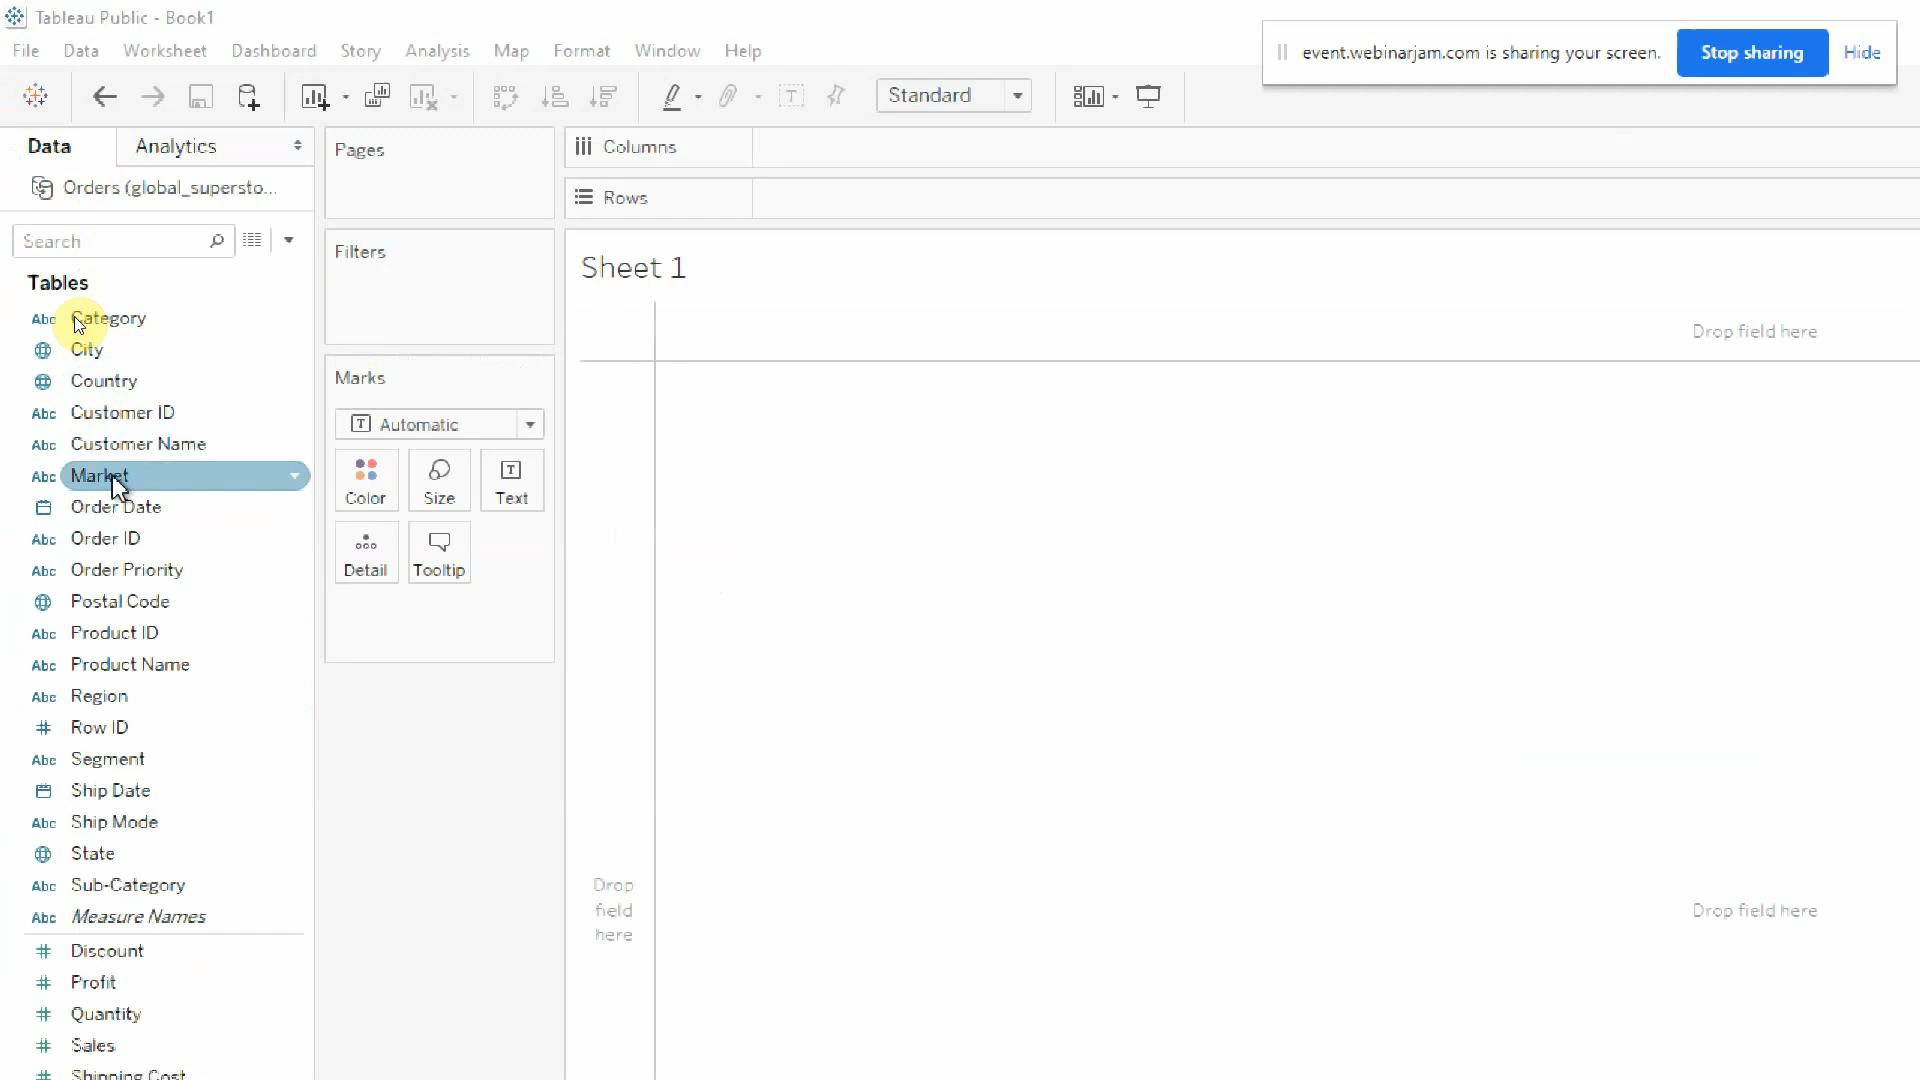 Tableau Public - Book1
File Data Worksheet Dashboard Story Analysis Map Format Window Help
event.webinarjam.com is sharing your screen. Stop sharing Hide
Standard
Data Analytics
Orders (global_supersto...
Search
Tables
Abc Category
City
Country
Abc Customer ID
Abc Customer Name
Abc Market
Order Date
Abc Order ID
Abc Order Priority
Postal Code
Abc Product ID
Abc Product Name
Abc Region
# Row ID
Abc Segment
Ship Date
Abc Ship Mode
State
Abc Sub-Category
Abc Measure Names
# Discount
# Profit
# Quantity
# Sales
# Shipping Cost
Pages
Filters
Marks
T Automatic
Color Size Text
Detail Tooltip
Columns
Rows
Sheet 1
Drop field here
Drop
field
here
Drop field here